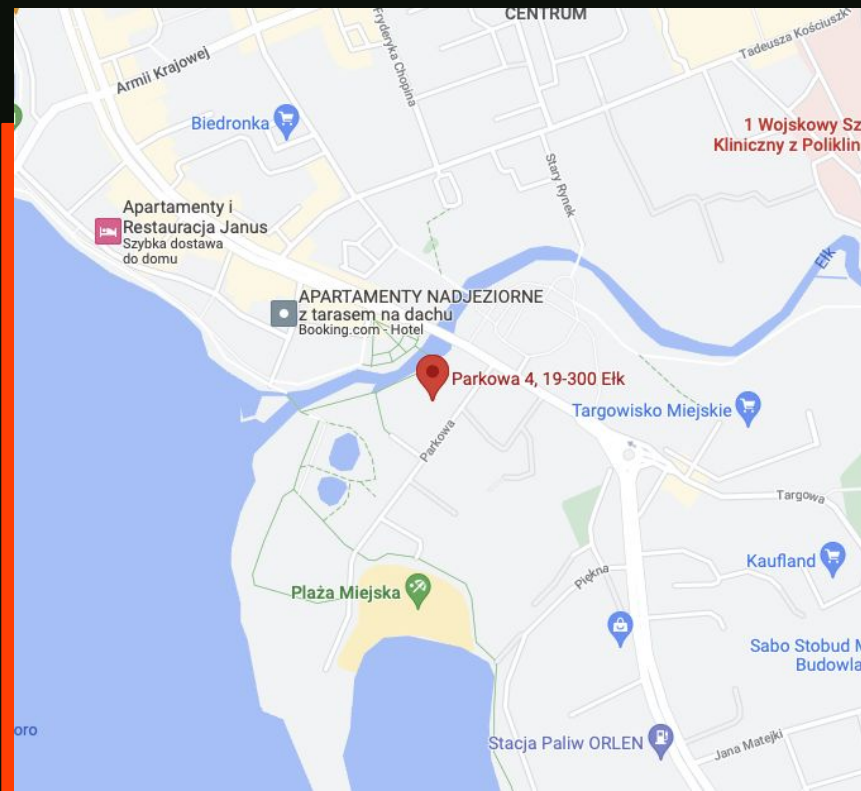 CENTRUM
Fryderyka Chopina
Tadeusza Kościuszki
Armii Krajowej
Biedronka
1 Wojskowy Sz
Kliniczny z Poliklin
Stary Rynek
Apartamenty i
Restauracja Janus
Szybka dostawa
do domu
Ełk
APARTAMENTY NADJEZIORNE
z tarasem na dachu
Booking.com - Hotel
Parkowa 4, 19-300 Ełk
Targowisko Miejskie
Parkowa
Targowa
Kaufland
Piękna
Plaża Miejska
Sabo Stobud M
Budowla
oro
Stacja Paliw ORLEN
Jana Matejki